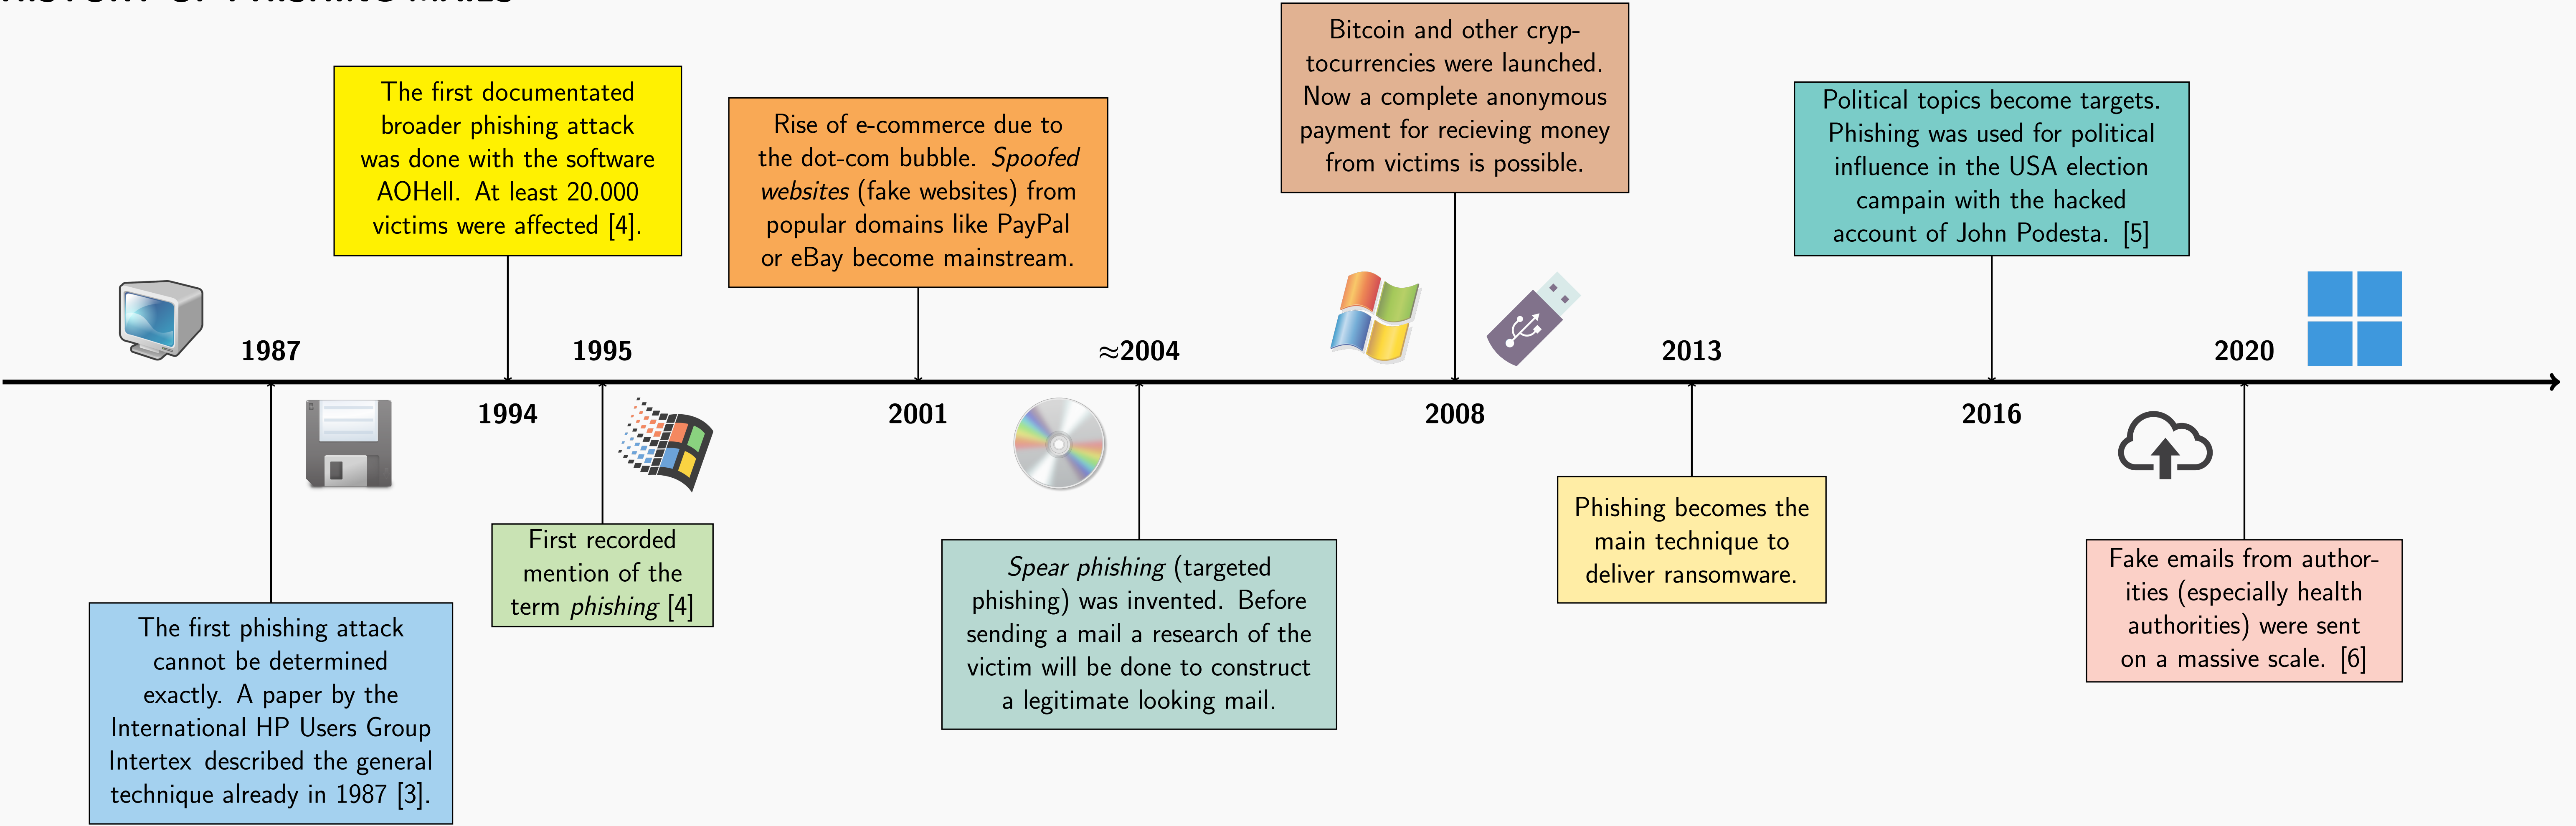 HISTORY OF PHISHING MAILS
The first documentated
broader phishing attack
was done with the software
AOHell. At least 20.000
victims were affected [4].
Rise of e-commerce due to
the dot-com bubble. Spoofed
websites (fake websites) from
popular domains like PayPal
or eBay become mainstream.
Bitcoin and other cryp-
tocurrencies were launched.
Now a complete anonymous
payment for recieving money
from victims is possible.
Political topics become targets.
Phishing was used for political
influence in the USA election
campain with the hacked
account of John Podesta. [5]
1987
1995
≈2004
2013
2020
1994
2001
2008
2016
The first phishing attack
cannot be determined
exactly. A paper by the
International HP Users Group
Intertex described the general
technique already in 1987 [3].
First recorded
mention of the
term phishing [4]
Spear phishing (targeted
phishing) was invented. Before
sending a mail a research of the
victim will be done to construct
a legitimate looking mail.
Phishing becomes the
main technique to
deliver ransomware.
Fake emails from author-
ities (especially health
authorities) were sent
on a massive scale. [6]